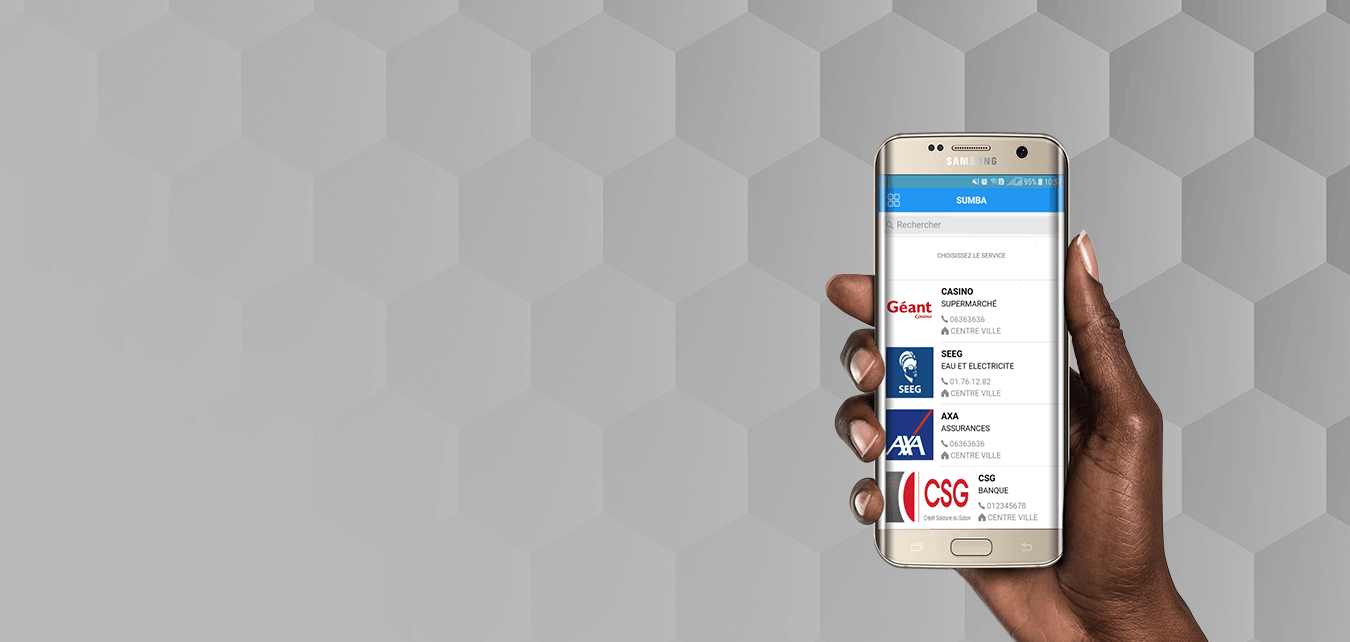 SAMSUNG
95% 10:57
SUMBA
Rechercher
CHOISISSEZ LE SERVICE
Géant
Casino
CASINO
SUPERMARCHÉ
06363636
CENTRE VILLE
SEEG
SEEG
EAU ET ELECTRICITE
01.76.12.82
CENTRE VILLE
AXA
AXA
ASSURANCES
06363636
CENTRE VILLE
CSG
Crédit Solidaire du Gabon
CSG
BANQUE
012345678
CENTRE VILLE